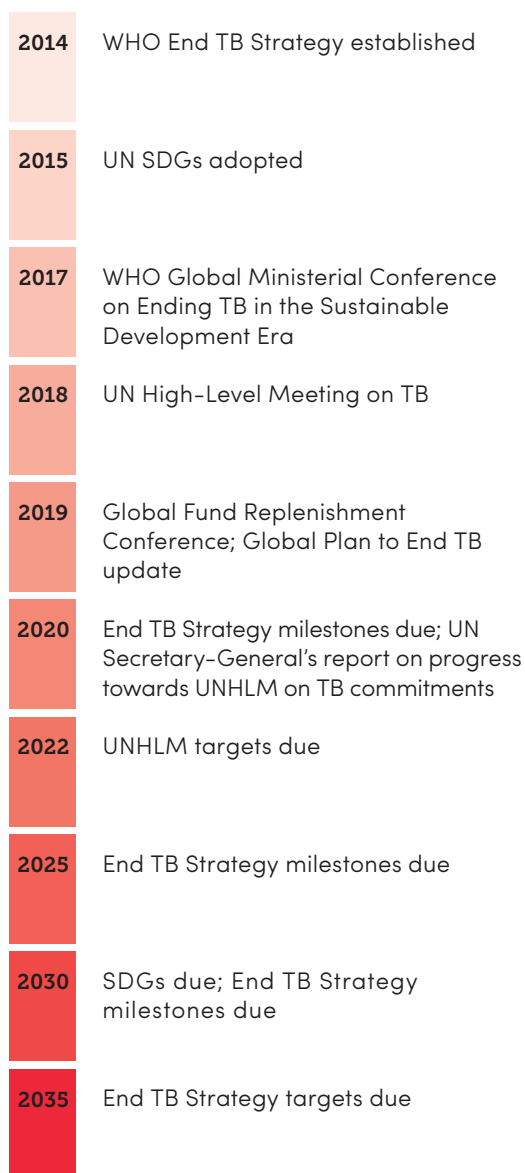 2014 WHO End TB Strategy established
2015 UN SDGs adopted
2017 WHO Global Ministerial Conference
on Ending TB in the Sustainable
Development Era
2018 UN High-Level Meeting on TB
2019 Global Fund Replenishment
Conference; Global Plan to End TB
update
2020 End TB Strategy milestones due; UN
Secretary-General’s report on progress
towards UNHLM on TB commitments
2022 UNHLM targets due
2025 End TB Strategy milestones due
2030 SDGs due; End TB Strategy
milestones due
2035 End TB Strategy targets due